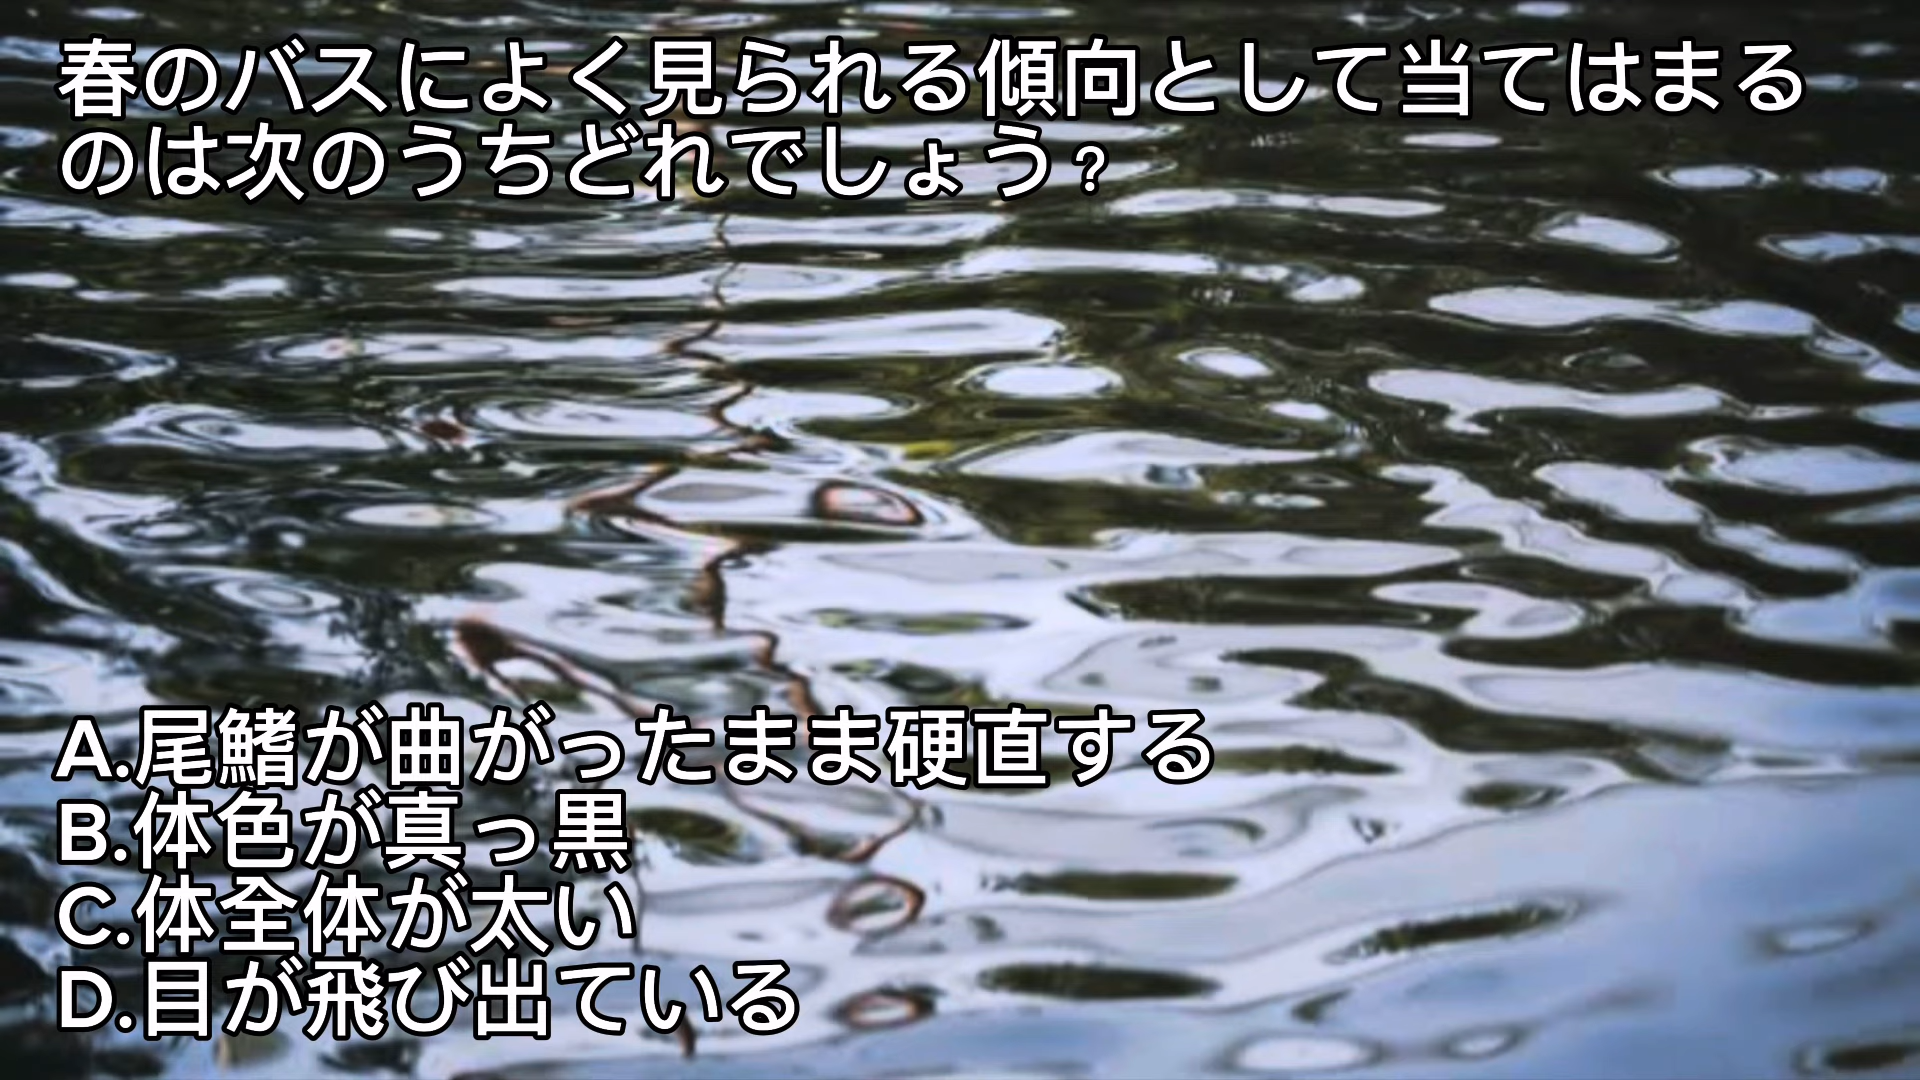 春のバスによく見られる傾向として当てはまる
のは次のうちどれでしょう?
A.尾鰭が曲がったまま硬直する
B.体色が真っ黒
C.体全体が太い
D.目が飛び出ている